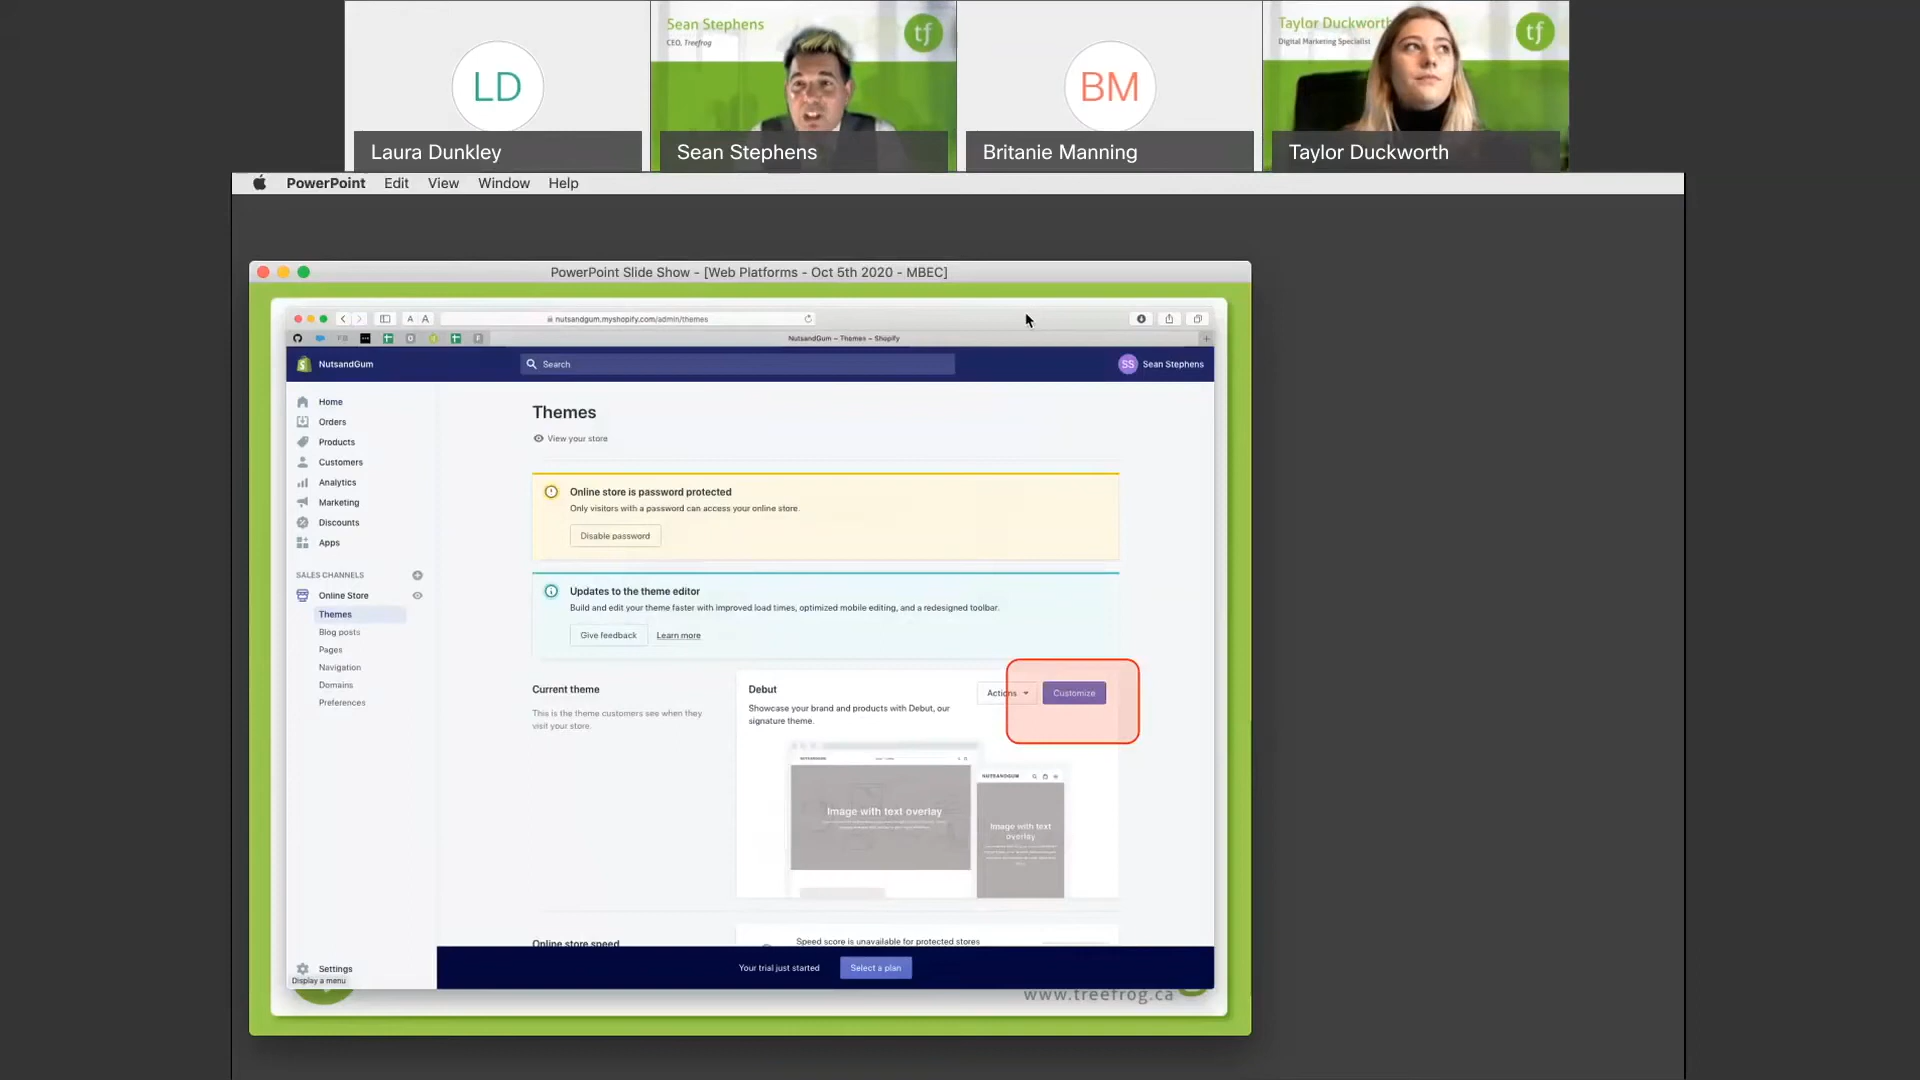 LD
Laura Dunkley
Sean Stephens
CEO, Treefrog
tf
Sean Stephens
BM
Britanie Manning
Taylor Duckworth
Digital Marketing Specialist
tf
Taylor Duckworth
PowerPoint Edit View Window Help
PowerPoint Slide Show - [Web Platforms - Oct 5th 2020 - MBEC]
A A
nutsandgum.myshopify.com/admin/themes
NutsandGum ~ Themes ~ Shopify
NutsandGum
Search
SS Sean Stephens
Home
Orders
Products
Customers
Analytics
Marketing
Discounts
Apps
SALES CHANNELS
Online Store
Themes
Blog posts
Pages
Navigation
Domains
Preferences
Settings
Display a menu
Themes
View your store
Online store is password protected
Only visitors with a password can access your online store.
Disable password
Updates to the theme editor
Build and edit your theme faster with improved load times, optimized mobile editing, and a redesigned toolbar.
Give feedback Learn more
Current theme
This is the theme customers see when they
visit your store.
Debut
Actions Customize
Showcase your brand and products with Debut, our
signature theme.
NUTSANDGUM
Image with text overlay
NUTSANDGUM
Image with text
overlay
Online store speed
Speed score is unavailable for protected stores
Your trial just started Select a plan
www.treefrog.ca